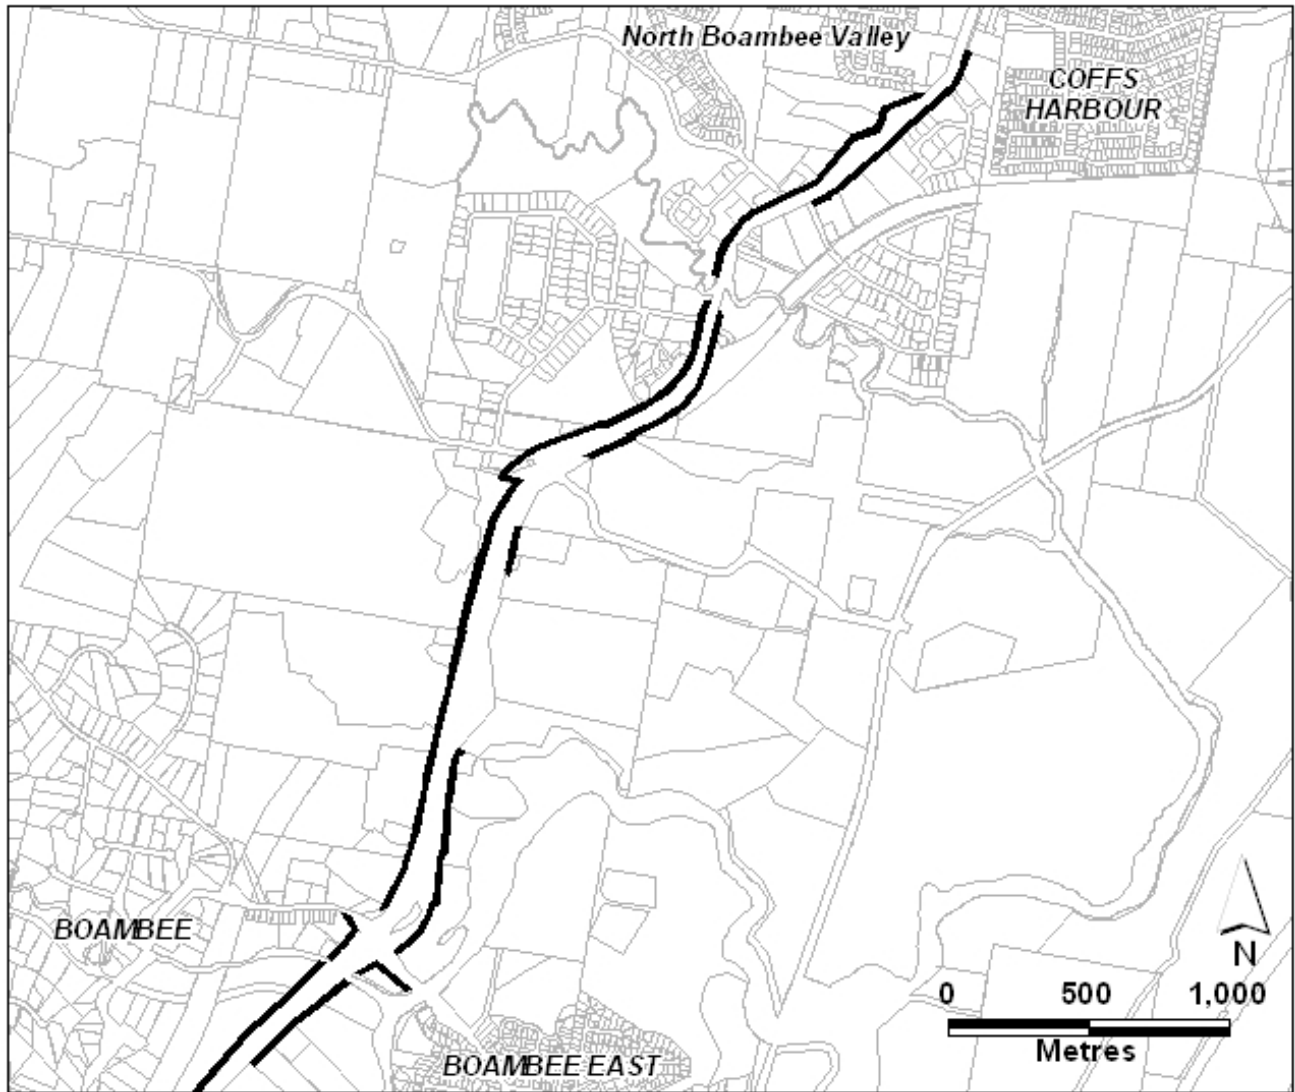 North Boambee Valley
COFFS
HARBOUR
BOAMBEE
N
0 500 1,000
Metres
BOAMBEE EAST